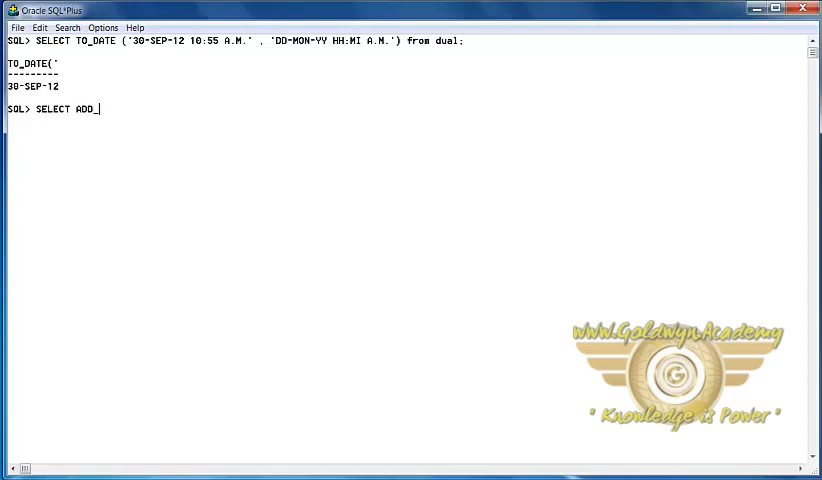 Oracle SQL*Plus
File Edit Search Options Help
SQL> SELECT TO_DATE ('30-SEP-12 10:55 A.M.' , 'DD-MON-YY HH:MI A.M.') from dual;
TO_DATE('
---------
30-SEP-12
SQL> SELECT ADD_
www.GoldwynAcademy
G
" Knowledge is Power "